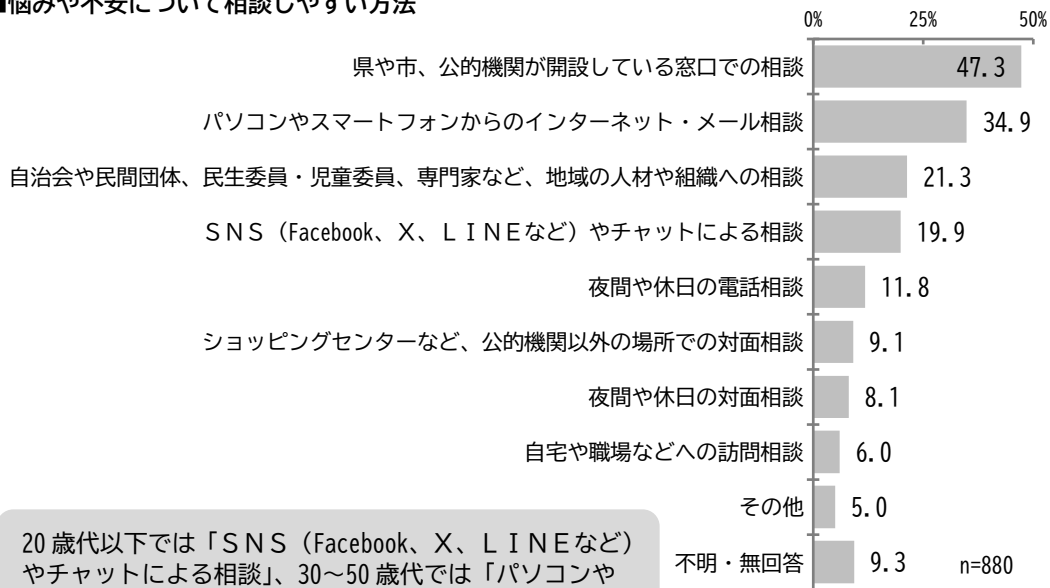 ■悩みや不安について相談しやすい方法
0% 25% 50%
県や市、公的機関が開設している窓口での相談 47.3
パソコンやスマートフォンからのインターネット・メール相談 34.9
自治会や民間団体、民生委員・児童委員、専門家など、地域の人材や組織への相談 21.3
ＳＮＳ（Facebook、Ｘ、ＬＩＮＥなど）やチャットによる相談 19.9
夜間や休日の電話相談 11.8
ショッピングセンターなど、公的機関以外の場所での対面相談 9.1
夜間や休日の対面相談 8.1
自宅や職場などへの訪問相談 6.0
その他 5.0
不明・無回答 9.3 n=880
20歳代以下では「ＳＮＳ（Facebook、Ｘ、ＬＩＮＥなど）
やチャットによる相談」、30～50歳代では「パソコンや